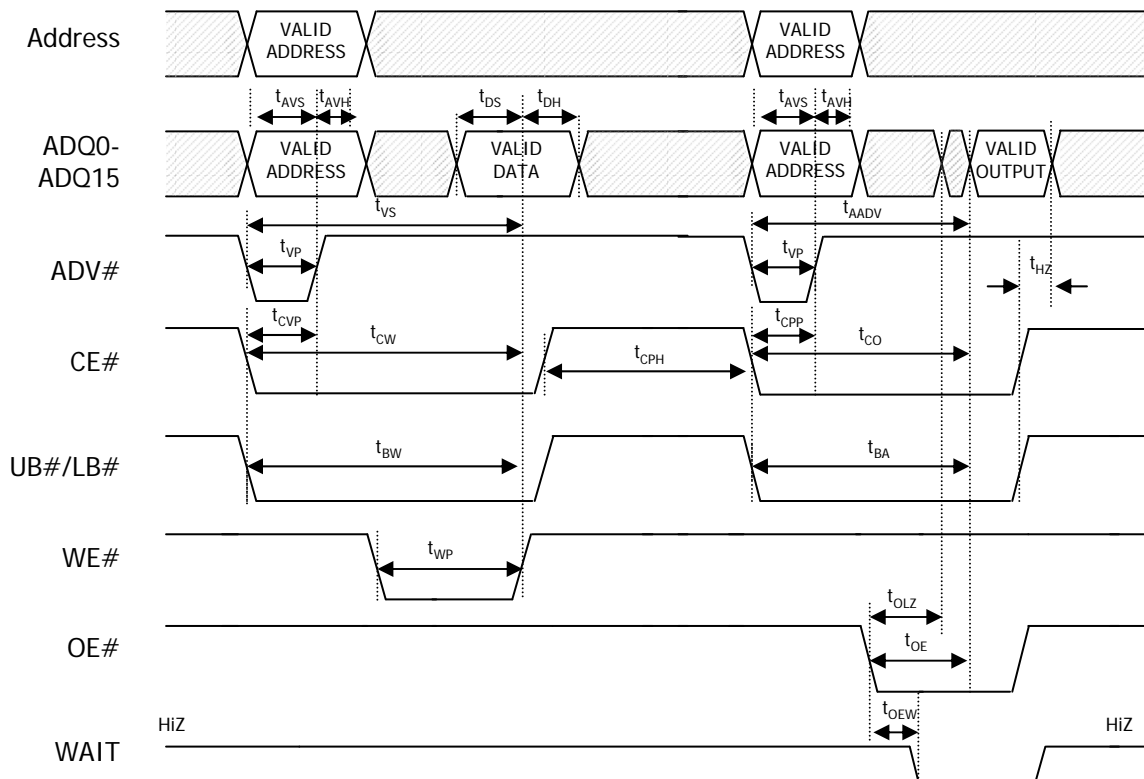 Address
VALID
ADDRESS
VALID
ADDRESS
tAVS
tAVH
tDS
tDH
tAVS
tAVH
ADQ0-
ADQ15
VALID
ADDRESS
VALID
DATA
VALID
ADDRESS
VALID
OUTPUT
tVS
tAADV
ADV#
tVP
tVP
tHZ
CE#
tCVP
tCW
tCPH
tCPP
tCO
UB#/LB#
tBW
tBA
WE#
tWP
OE#
tOLZ
tOE
tOEW
WAIT
HiZ
HiZ